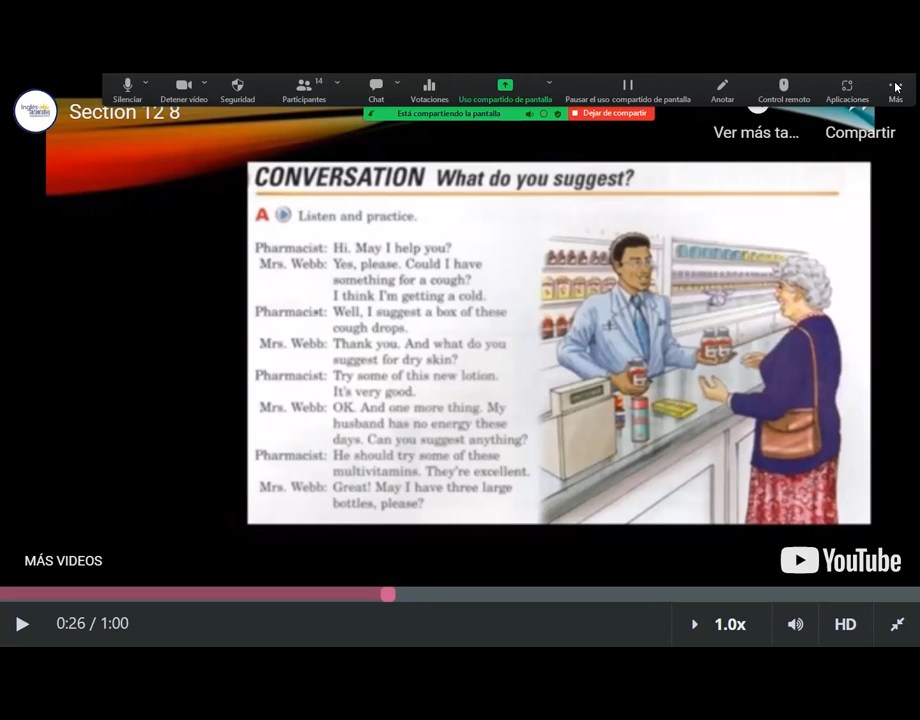 14
Silenciar Detener vídeo Seguridad Participantes Chat Votaciones Uso compartido de pantalla Pausar el uso compartido de pantalla Anotar Control remoto Aplicaciones Más
Está compartiendo la pantalla Dejar de compartir
Section 12 8
Ver más ta... Compartir
CONVERSATION What do you suggest?
A Listen and practice.
Pharmacist: Hi. May I help you?
Mrs. Webb: Yes, please. Could I have
something for a cough?
I think I'm getting a cold.
Pharmacist: Well, I suggest a box of these
cough drops.
Mrs. Webb: Thank you. And what do you
suggest for dry skin?
Pharmacist: Try some of this new lotion.
It's very good.
Mrs. Webb: OK. And one more thing. My
husband has no energy these
days. Can you suggest anything?
Pharmacist: He should try some of these
multivitamins. They're excellent.
Mrs. Webb: Great! May I have three large
bottles, please?
MÁS VIDEOS
YouTube
0:26 / 1:00
1.0x
HD